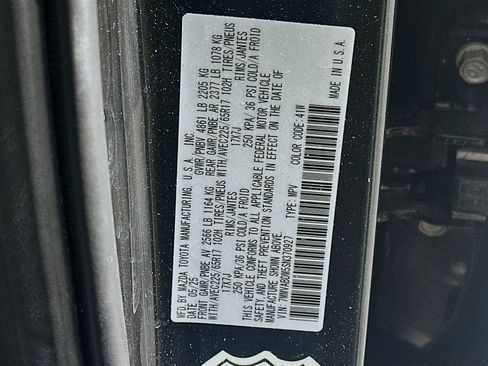 MFD BY MAZDA TOYOTA MANUFACTURING, U.S.A. INC.
DATE: 05/25 GVWR/PNBV 4861 LB 2205 KG
FRONT GAWR/PNBE AV 2566 LB 1164 KG REAR GAWR/PNBE AR 2377 LB 1078 KG
WITH/AVEC225/65R17 102H TIRES/PNEUS WITH/AVEC225/65R17 102H TIRES/PNEUS
17X7J RIMS/JANTES 17X7J RIMS/JANTES
250 KPA/36 PSI COLD/A FROID 250 KPA/36 PSI COLD/A FROID
THIS VEHICLE CONFORMS TO ALL APPLICABLE FEDERAL MOTOR VEHICLE
SAFETY, THEFT AND BUMPER PREVENTION STANDARDS IN EFFECT ON THE DATE OF
MANUFACTURE SHOWN ABOVE.
TYPE: MPV COLOR CODE: 41W
MADE IN U.S.A.